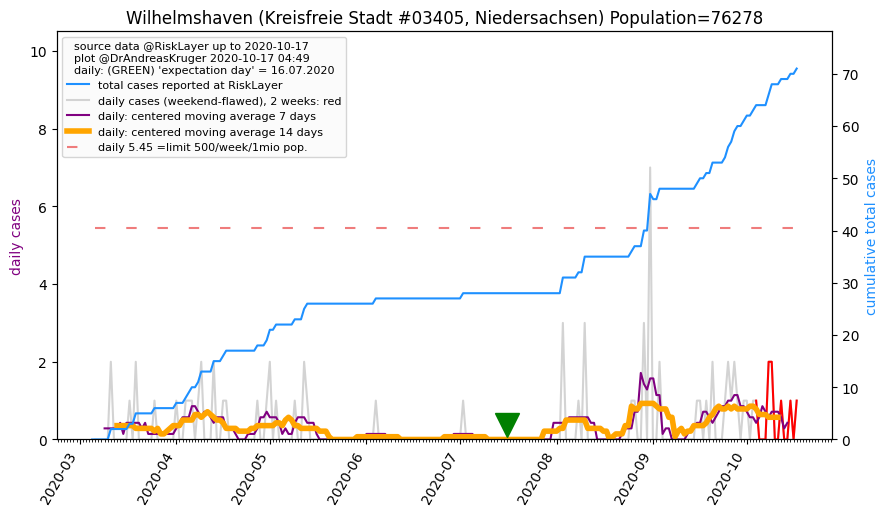 Wilhelmshaven (Kreisfreie Stadt #03405, Niedersachsen) Population=76278
source data @RiskLayer up to 2020-10-17
plot @DrAndreasKruger 2020-10-17 04:49
daily: (GREEN) 'expectation day' = 16.07.2020
total cases reported at RiskLayer
daily cases (weekend-flawed), 2 weeks: red
daily: centered moving average 7 days
daily: centered moving average 14 days
daily 5.45 =limit 500/week/1mio pop.
daily cases
10
8
6
4
2
0
cumulative total cases
70
60
50
40
30
20
10
0
2020-03
2020-04
2020-05
2020-06
2020-07
2020-08
2020-09
2020-10